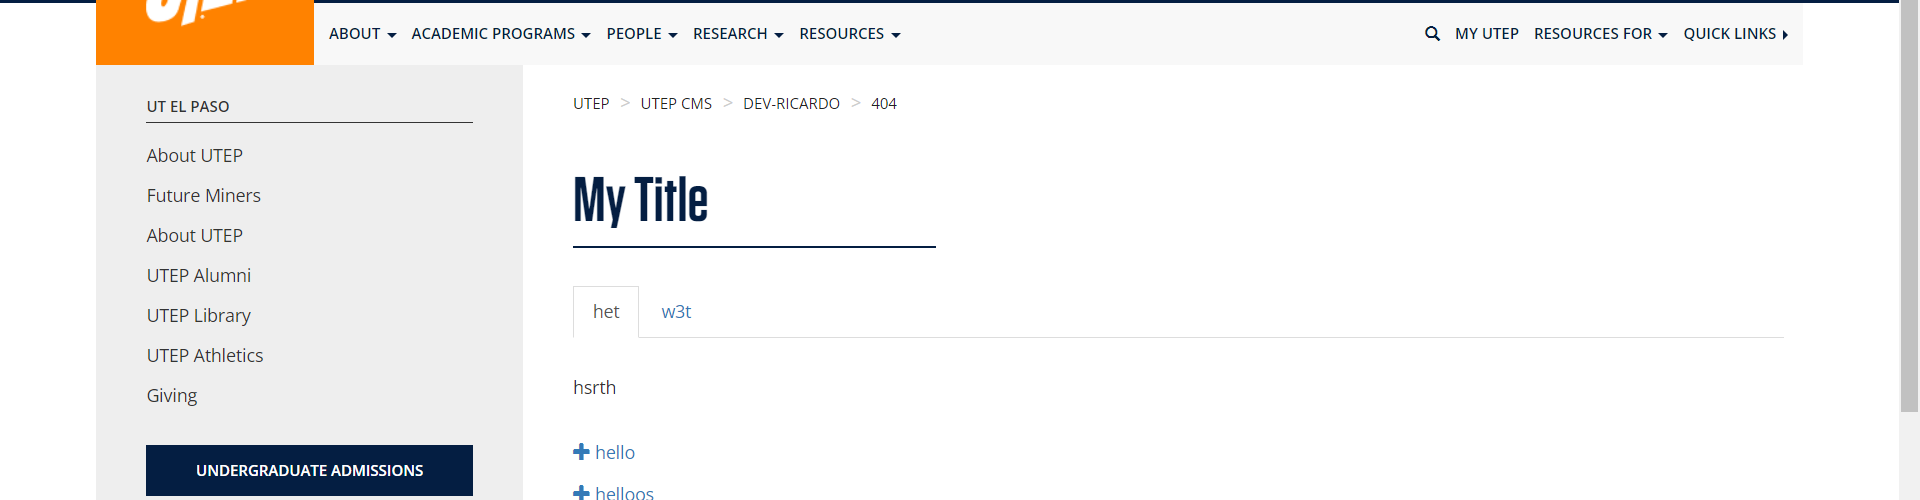 ABOUT ACADEMIC PROGRAMS PEOPLE RESEARCH RESOURCES MY UTEP RESOURCES FOR QUICK LINKS
UT EL PASO
About UTEP
Future Miners
About UTEP
UTEP Alumni
UTEP Library
UTEP Athletics
Giving
UNDERGRADUATE ADMISSIONS
UTEP > UTEP CMS > DEV-RICARDO > 404
My Title
het w3t
hsrth
hello
helloos